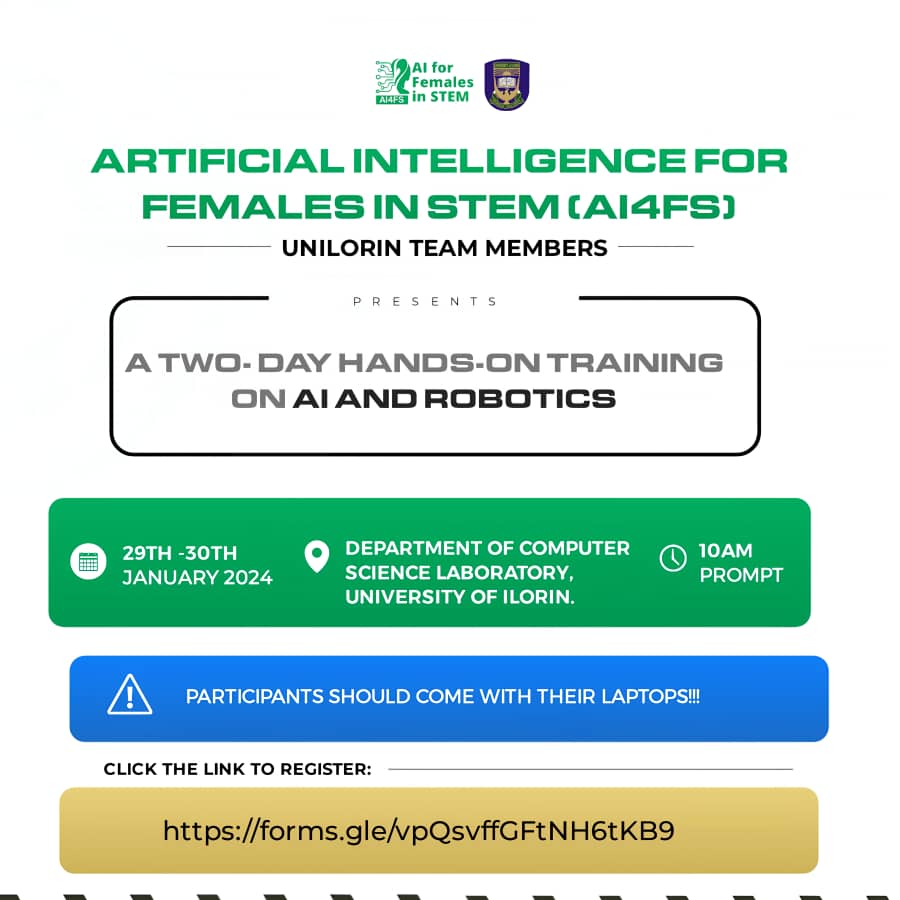 AI for
Females
in STEM
AI4FS
ARTIFICIAL INTELLIGENCE FOR
FEMALES IN STEM (AI4FS)
UNILORIN TEAM MEMBERS
PRESENTS
A TWO- DAY HANDS-ON TRAINING
ON AI AND ROBOTICS
29TH -30TH
JANUARY 2024
DEPARTMENT OF COMPUTER
SCIENCE LABORATORY,
UNIVERSITY OF ILORIN.
10AM
PROMPT
PARTICIPANTS SHOULD COME WITH THEIR LAPTOPS!!!
CLICK THE LINK TO REGISTER:
https://forms.gle/vpQsvffGFtNH6tKB9